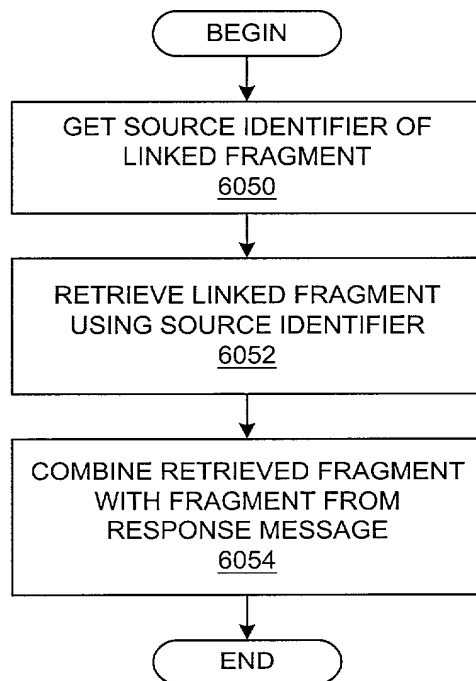 BEGIN
GET SOURCE IDENTIFIER OF
LINKED FRAGMENT
6050
RETRIEVE LINKED FRAGMENT
USING SOURCE IDENTIFIER
6052
COMBINE RETRIEVED FRAGMENT
WITH FRAGMENT FROM
RESPONSE MESSAGE
6054
END